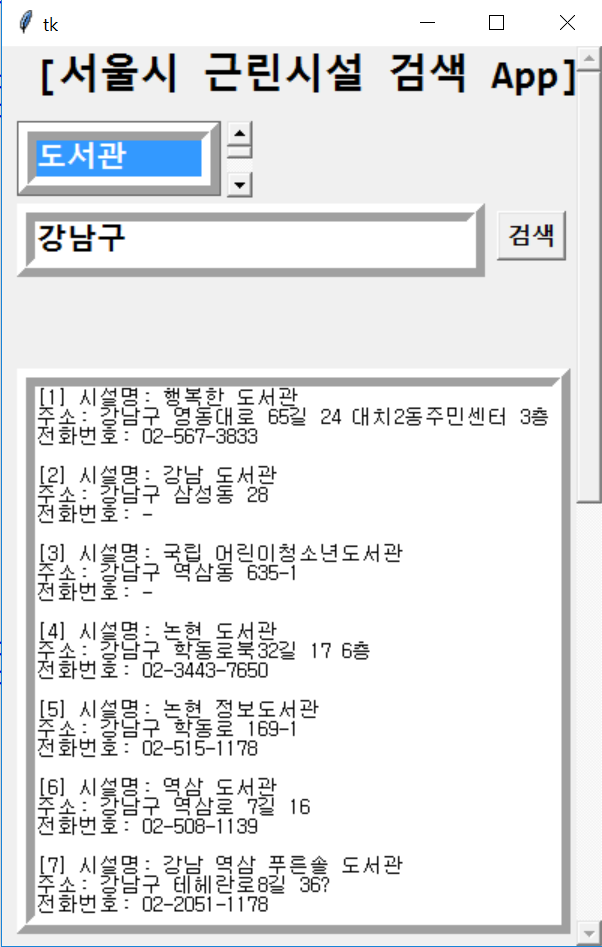 tk
[서울시 근린시설 검색 App]
도서관
강남구
검색
[1] 시설명: 행복한 도서관
주소: 강남구 영동대로 65길 24 대치2동주민센터 3층
전화번호: 02-567-3833
[2] 시설명: 강남 도서관
주소: 강남구 삼성동 28
전화번호: -
[3] 시설명: 국립 어린이청소년도서관
주소: 강남구 역삼동 635-1
전화번호: -
[4] 시설명: 논현 도서관
주소: 강남구 학동로북32길 17 6층
전화번호: 02-3443-7650
[5] 시설명: 논현 정보도서관
주소: 강남구 학동로 169-1
전화번호: 02-515-1178
[6] 시설명: 역삼 도서관
주소: 강남구 역삼로 7길 16
전화번호: 02-508-1139
[7] 시설명: 강남 역삼 푸른솔 도서관
주소: 강남구 테헤란로8길 36?
전화번호: 02-2051-1178